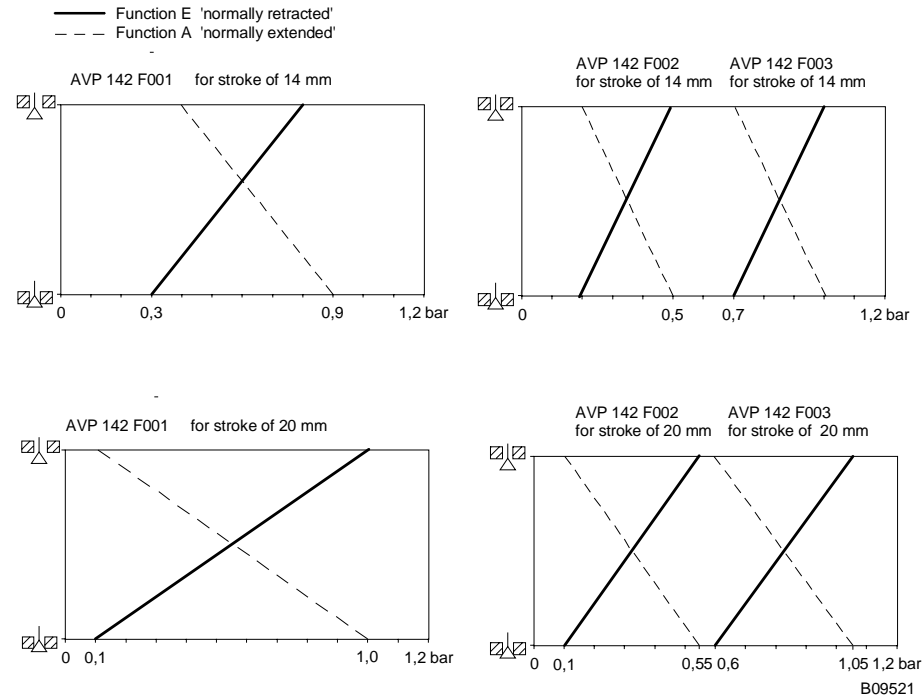 Function E 'normally retracted'
Function A 'normally extended'
AVP 142 F001 for stroke of 14 mm
0 0,3 0,9 1,2 bar
AVP 142 F002 AVP 142 F003
for stroke of 14 mm for stroke of 14 mm
0 0,5 0,7 1,2 bar
AVP 142 F001 for stroke of 20 mm
0 0,1 1,0 1,2 bar
AVP 142 F002 AVP 142 F003
for stroke of 20 mm for stroke of 20 mm
0 0,1 0,55 0,6 1,05 1,2 bar
B09521